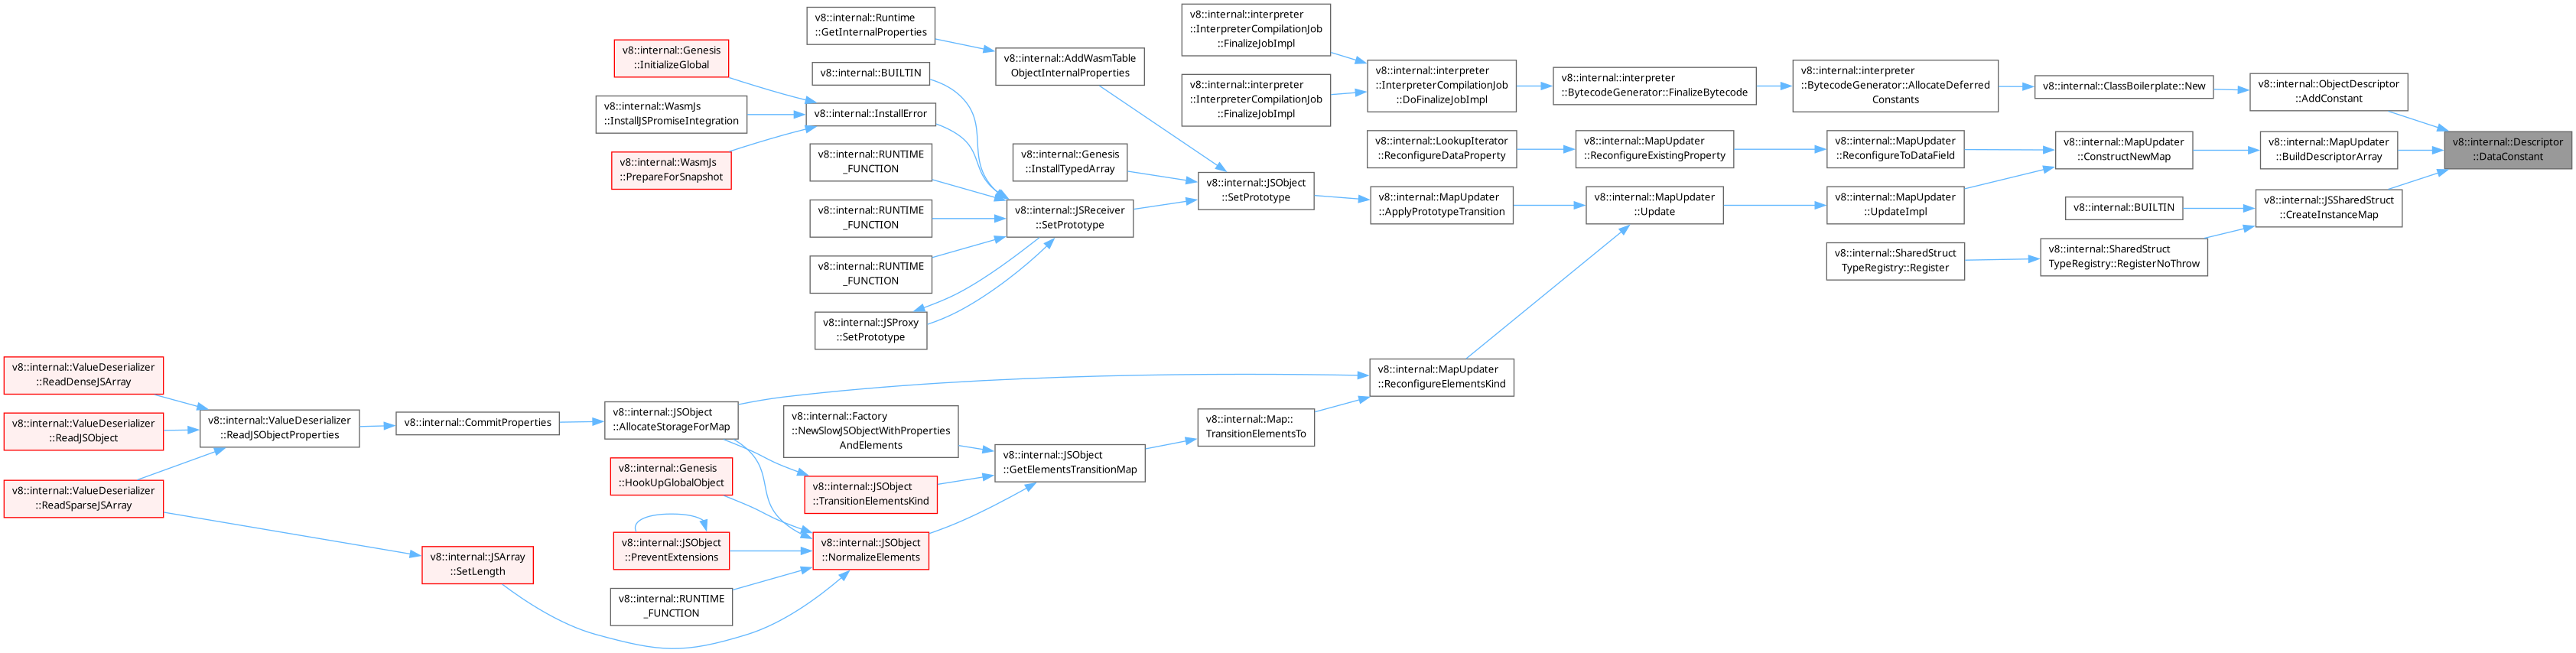 v8::internal::Runtime
::GetInternalProperties
v8::internal::Genesis
::InitializeGlobal
v8::internal::BUILTIN
v8::internal::AddWasmTable
ObjectInternalProperties
v8::internal::WasmJs
::InstallJSPromiseIntegration
v8::internal::InstallError
v8::internal::WasmJs
::PrepareForSnapshot
v8::internal::RUNTIME
_FUNCTION
v8::internal::RUNTIME
_FUNCTION
v8::internal::RUNTIME
_FUNCTION
v8::internal::JSProxy
::SetPrototype
v8::internal::Genesis
::InstallTypedArray
v8::internal::JSReceiver
::SetPrototype
v8::internal::JSObject
::SetPrototype
v8::internal::interpreter
::InterpreterCompilationJob
::FinalizeJobImpl
v8::internal::interpreter
::InterpreterCompilationJob
::FinalizeJobImpl
v8::internal::interpreter
::InterpreterCompilationJob
::DoFinalizeJobImpl
v8::internal::interpreter
::BytecodeGenerator::FinalizeBytecode
v8::internal::interpreter
::BytecodeGenerator::AllocateDeferred
Constants
v8::internal::ClassBoilerplate::New
v8::internal::ObjectDescriptor
::AddConstant
v8::internal::LookupIterator
::ReconfigureDataProperty
v8::internal::MapUpdater
::ReconfigureExistingProperty
v8::internal::MapUpdater
::ReconfigureToDataField
v8::internal::MapUpdater
::ConstructNewMap
v8::internal::MapUpdater
::BuildDescriptorArray
v8::internal::Descriptor
::DataConstant
v8::internal::MapUpdater
::ApplyPrototypeTransition
v8::internal::MapUpdater
::Update
v8::internal::MapUpdater
::UpdateImpl
v8::internal::BUILTIN
v8::internal::JSSharedStruct
::CreateInstanceMap
v8::internal::SharedStruct
TypeRegistry::Register
v8::internal::SharedStruct
TypeRegistry::RegisterNoThrow
v8::internal::MapUpdater
::ReconfigureElementsKind
v8::internal::ValueDeserializer
::ReadDenseJSArray
v8::internal::ValueDeserializer
::ReadJSObject
v8::internal::ValueDeserializer
::ReadSparseJSArray
v8::internal::ValueDeserializer
::ReadJSObjectProperties
v8::internal::CommitProperties
v8::internal::JSObject
::AllocateStorageForMap
v8::internal::Factory
::NewSlowJSObjectWithProperties
AndElements
v8::internal::Map::
TransitionElementsTo
v8::internal::JSObject
::GetElementsTransitionMap
v8::internal::Genesis
::HookUpGlobalObject
v8::internal::JSObject
::TransitionElementsKind
v8::internal::JSObject
::PreventExtensions
v8::internal::JSObject
::NormalizeElements
v8::internal::JSArray
::SetLength
v8::internal::RUNTIME
_FUNCTION